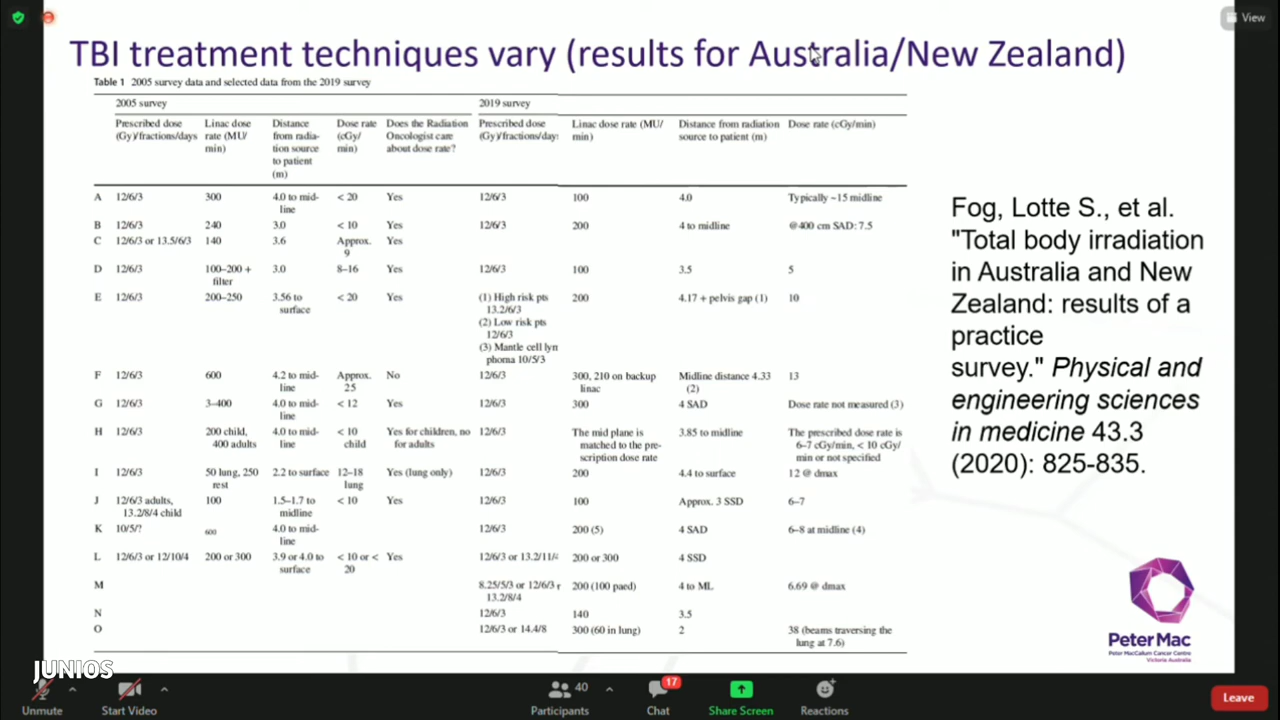 View
TBI treatment techniques vary (results for Australia/New Zealand)
Table 1 2005 survey data and selected data from the 2019 survey
2005 survey 2019 survey
Prescribed dose (Gy)/fractions/days
Linac dose rate (MU/min)
Distance from radiation source to patient (m)
Dose rate (cGy/min)
Does the Radiation Oncologist care about dose rate?
Prescribed dose (Gy)/fractions/day
Linac dose rate (MU/min)
Distance from radiation source to patient (m)
Dose rate (cGy/min)
A 12/6/3 300 4.0 to mid-line < 20 Yes 12/6/3 100 4.0 Typically ~15 midline
B 12/6/3 240 3.0 < 10 Yes 12/6/3 200 4 to midline @400 cm SAD: 7.5
C 12/6/3 or 13.5/6/3 140 3.6 Approx. 9 Yes
D 12/6/3 100–200 + filter 3.0 8–16 Yes 12/6/3 100 3.5 5
E 12/6/3 200–250 3.56 to surface < 20 Yes (1) High risk pts 13.2/6/3 (2) Low risk pts 12/6/3 (3) Mantle cell lym phoma 10/5/3 200 4.17 + pelvis gap (1) 10
F 12/6/3 600 4.2 to mid-line Approx. 25 No 12/6/3 300, 210 on backup linac Midline distance 4.33 (2) 13
G 12/6/3 3–400 4.0 to mid-line < 12 Yes 12/6/3 300 4 SAD Dose rate not measured (3)
H 12/6/3 200 child, 400 adults 4.0 to mid-line < 10 child Yes for children, no for adults 12/6/3 The mid plane is matched to the pre-scription dose rate 3.85 to midline The prescribed dose rate is 6–7 cGy/min, < 10 cGy/min or not specified
I 12/6/3 50 lung, 250 rest 2.2 to surface 12–18 lung Yes (lung only) 12/6/3 200 4.4 to surface 12 @ dmax
J 12/6/3 adults, 13.2/8/4 child 100 1.5–1.7 to midline < 10 Yes 12/6/3 100 Approx. 3 SSD 6–7
K 10/5/? 600 4.0 to mid-line 12/6/3 200 (5) 4 SAD 6–8 at midline (4)
L 12/6/3 or 12/10/4 200 or 300 3.9 or 4.0 to surface < 10 or < 20 Yes 12/6/3 or 13.2/11/4 200 or 300 4 SSD
M 8.25/5/3 or 12/6/3 13.2/8/4 200 (100 paed) 4 to ML 6.69 @ dmax
N 12/6/3 140 3.5
O 12/6/3 or 14.4/8 300 (60 in lung) 2 38 (beams traversing the lung at 7.6)
Fog, Lotte S., et al.
"Total body irradiation
in Australia and New
Zealand: results of a
practice
survey." Physical and
engineering sciences
in medicine 43.3
(2020): 825-835.
Peter Mac
Peter MacCallum Cancer Centre
Victoria Australia
JUNIOS
Unmute Start Video Participants 40 Chat 17 Share Screen Reactions Leave